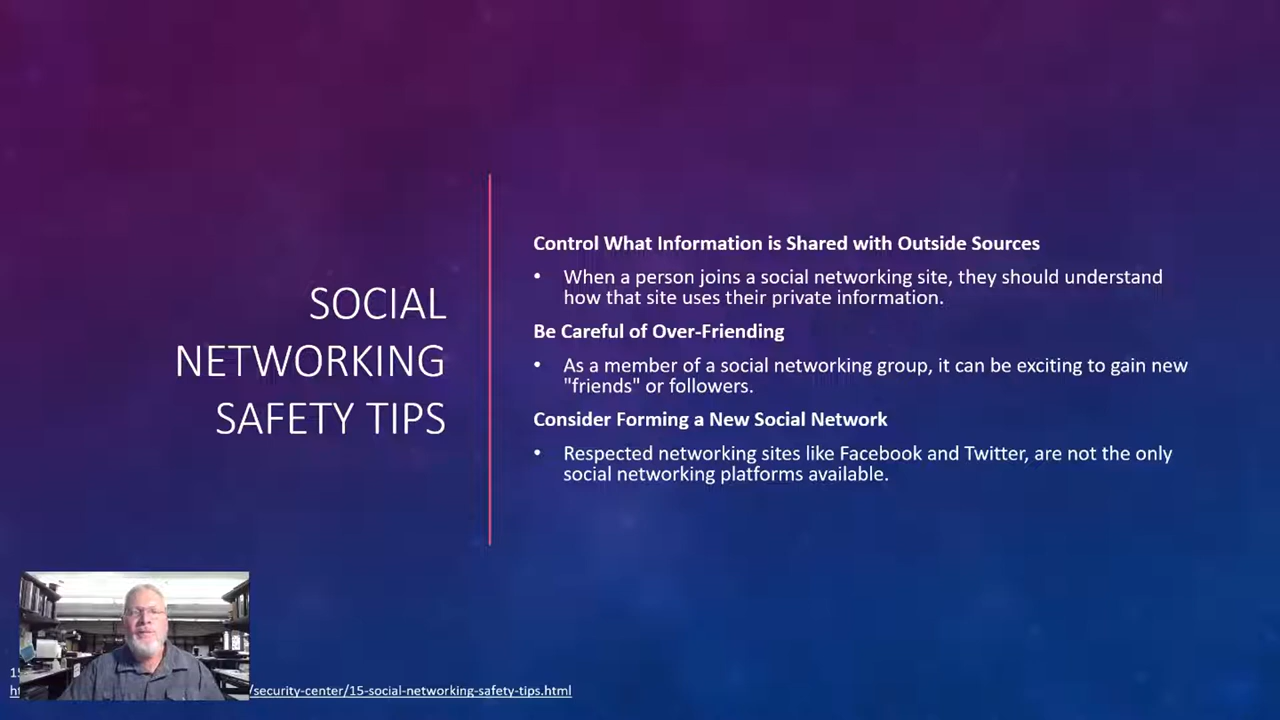 SOCIAL
NETWORKING
SAFETY TIPS
Control What Information is Shared with Outside Sources
• When a person joins a social networking site, they should understand
how that site uses their private information.
Be Careful of Over-Friending
• As a member of a social networking group, it can be exciting to gain new
"friends" or followers.
Consider Forming a New Social Network
• Respected networking sites like Facebook and Twitter, are not the only
social networking platforms available.
/security-center/15-social-networking-safety-tips.html